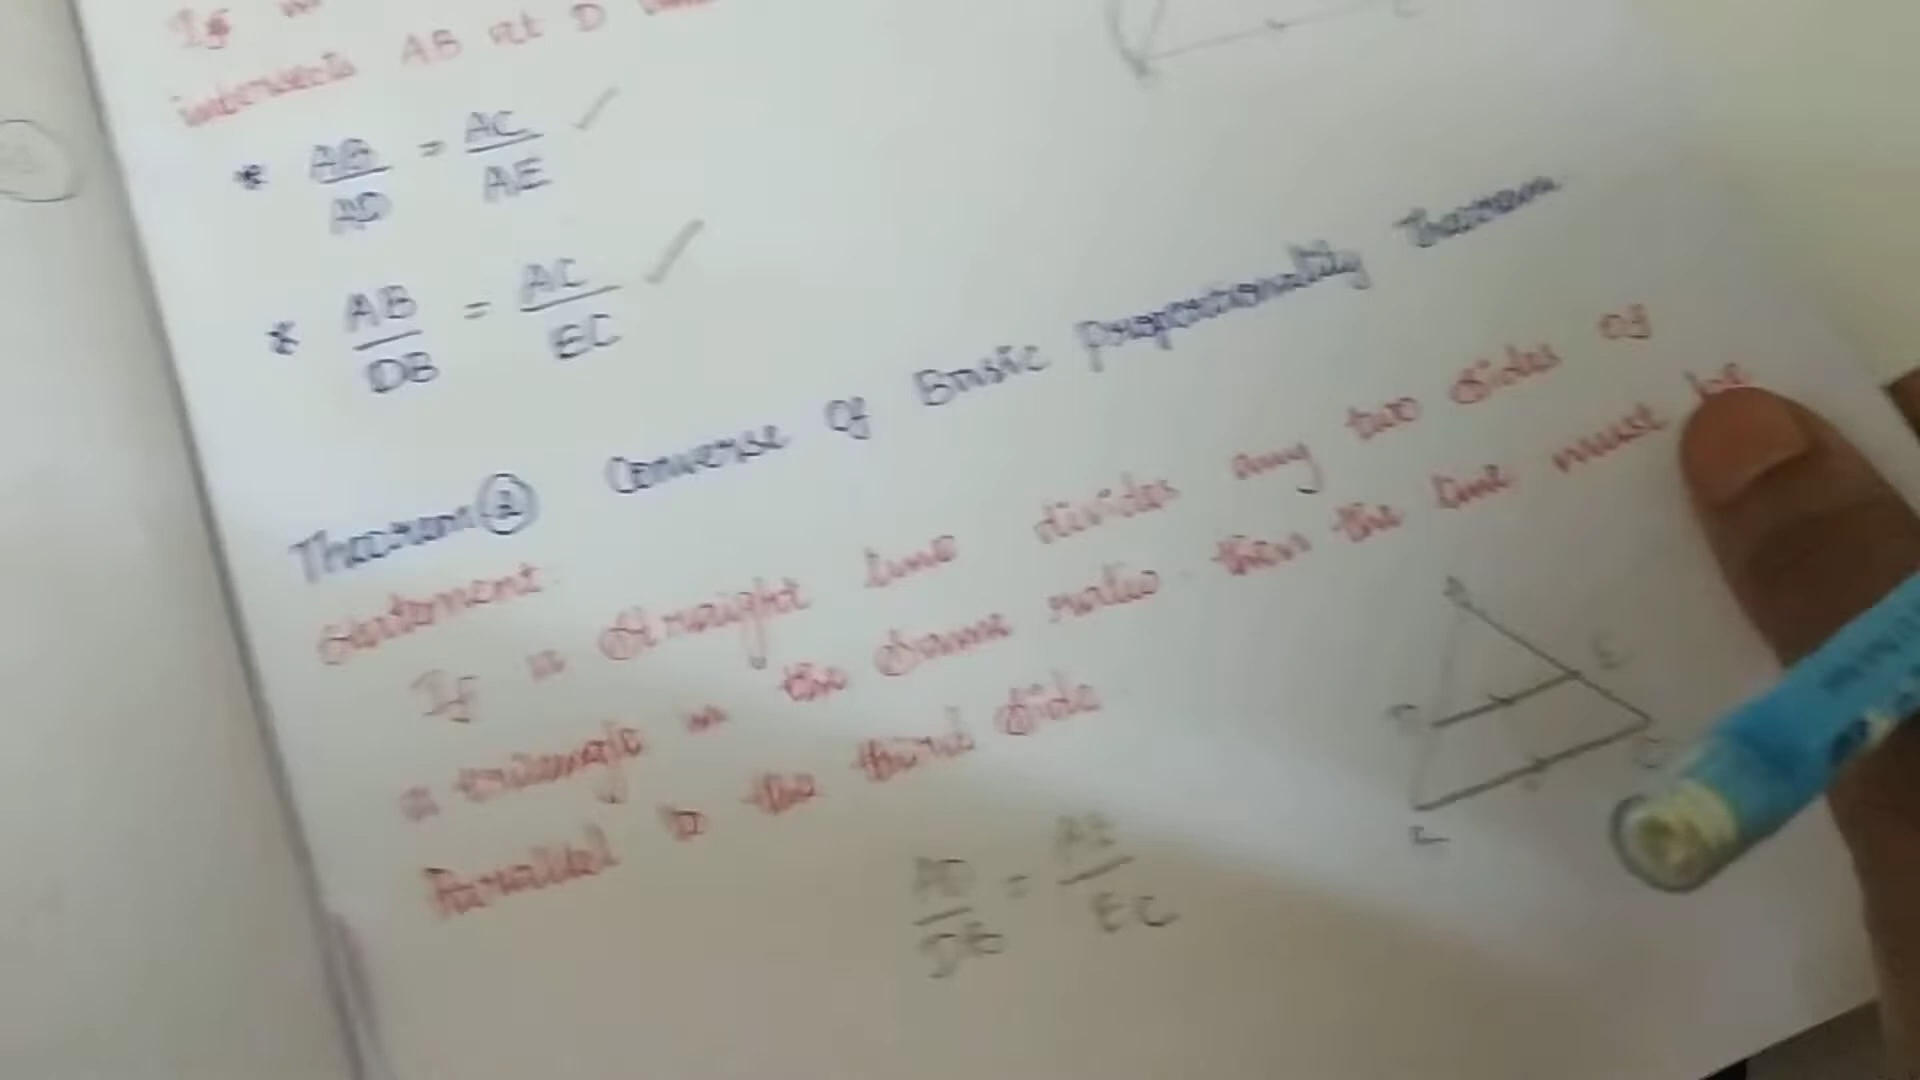 If
intersects AB at D
* AB/AD = AC/AE ✓
* AB/DB = AC/EC ✓
Theorem ② Converse of Basic proportionality Theorem
Statement
If a straight line divides any two sides of
a triangle in the same ratio then the line must be
Parallel to the third side
AD/DB = AE/EC
A
D E
B C